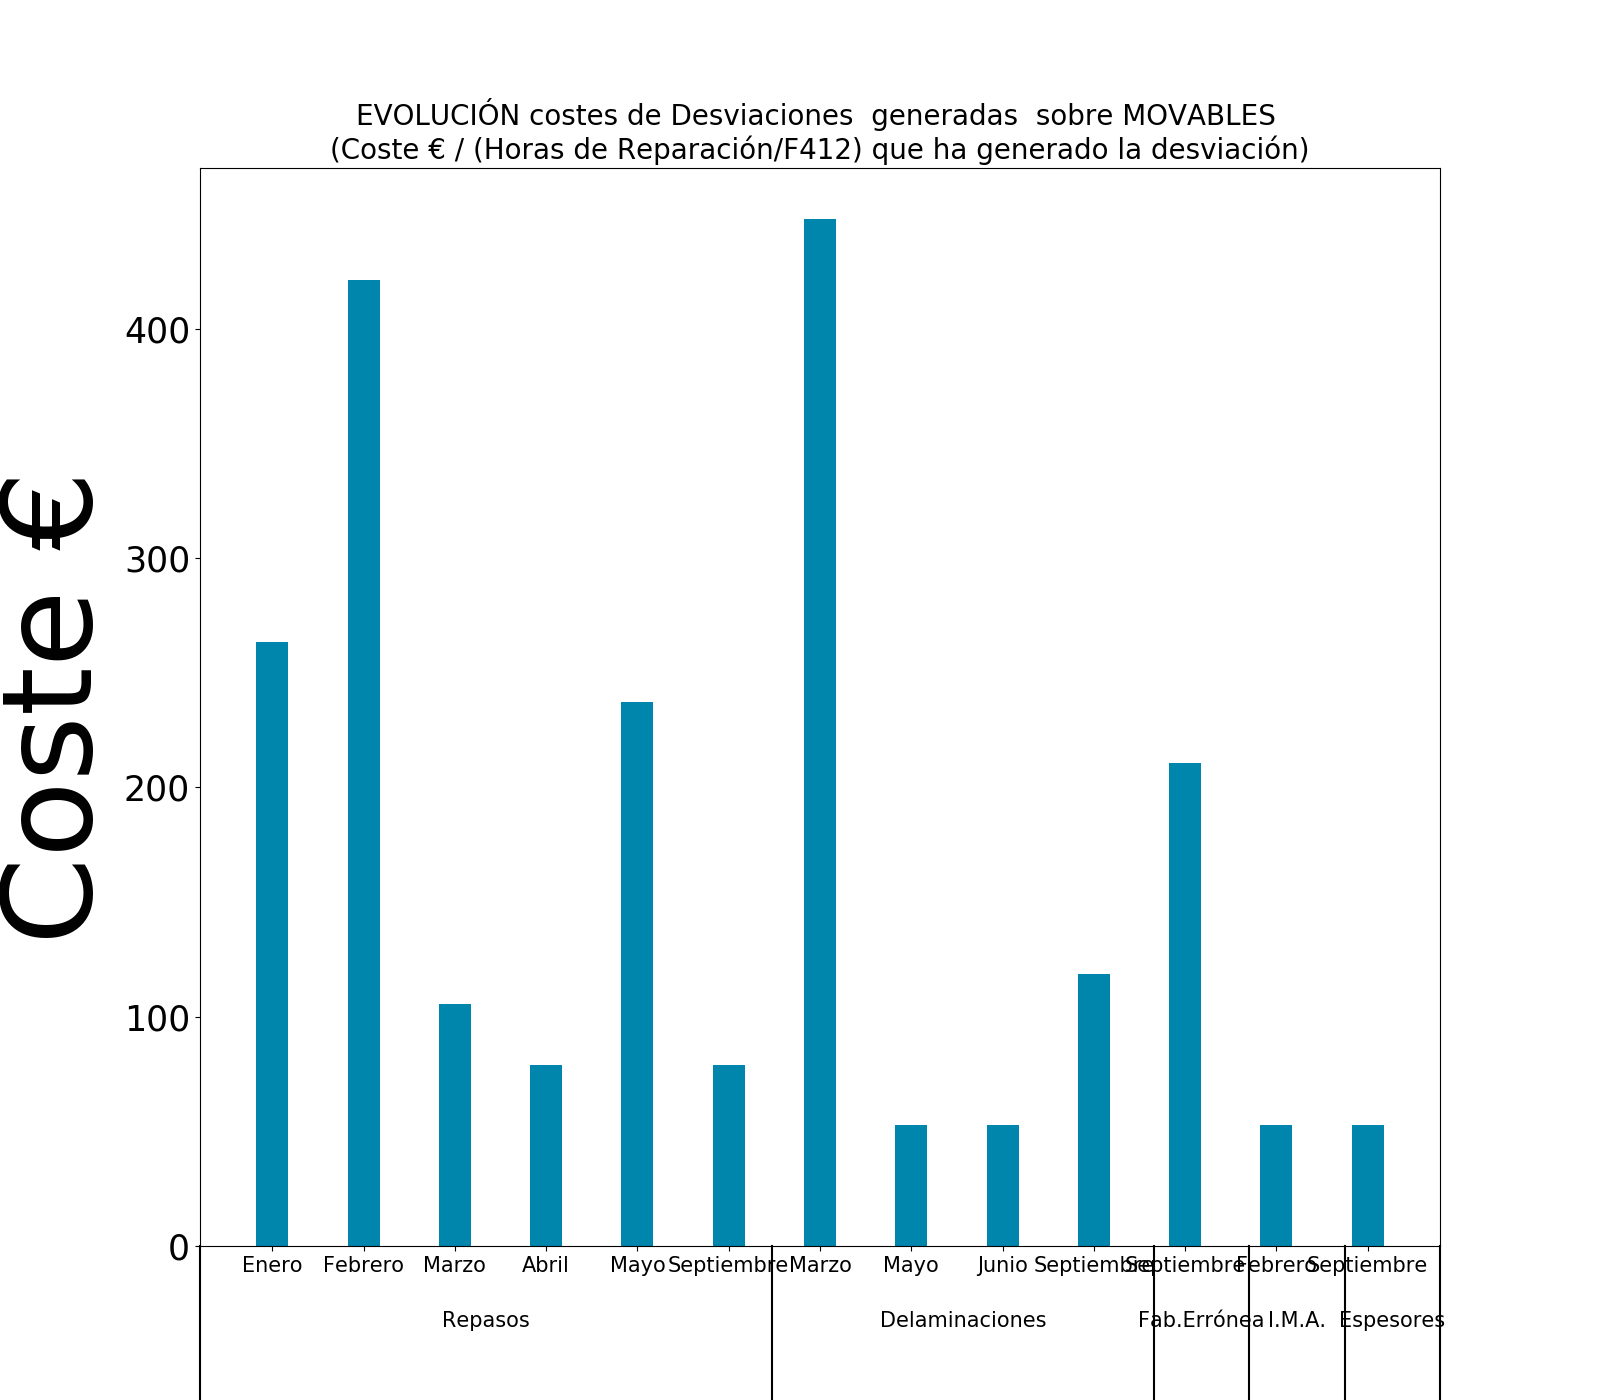 EVOLUCIÓN costes de Desviaciones  generadas  sobre MOVABLES
(Coste € / (Horas de Reparación/F412) que ha generado la desviación)
Coste €
400
300
200
100
0
Enero Febrero Marzo Abril Mayo Septiembre Marzo Mayo Junio Septiembre Septiembre Febrero Septiembre
Repasos Delaminaciones Fab.Errónea I.M.A. Espesores